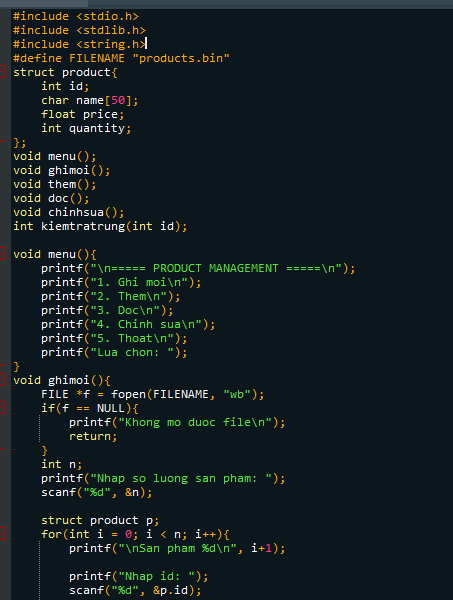 #include <stdio.h>
#include <stdlib.h>
#include <string.h>
#define FILENAME "products.bin"
struct product{
    int id;
    char name[50];
    float price;
    int quantity;
};
void menu();
void ghimoi();
void them();
void doc();
void chinhsua();
int kiemtratrung(int id);

void menu(){
    printf("\n===== PRODUCT MANAGEMENT =====\n");
    printf("1. Ghi moi\n");
    printf("2. Them\n");
    printf("3. Doc\n");
    printf("4. Chinh sua\n");
    printf("5. Thoat\n");
    printf("Lua chon: ");
}
void ghimoi(){
    FILE *f = fopen(FILENAME, "wb");
    if(f == NULL){
        printf("Khong mo duoc file\n");
        return;
    }
    int n;
    printf("Nhap so luong san pham: ");
    scanf("%d", &n);

    struct product p;
    for(int i = 0; i < n; i++){
        printf("\nSan pham %d\n", i+1);

        printf("Nhap id: ");
        scanf("%d", &p.id);